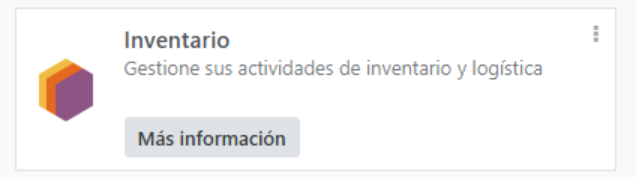 Inventario
Gestione sus actividades de inventario y logística
Más información